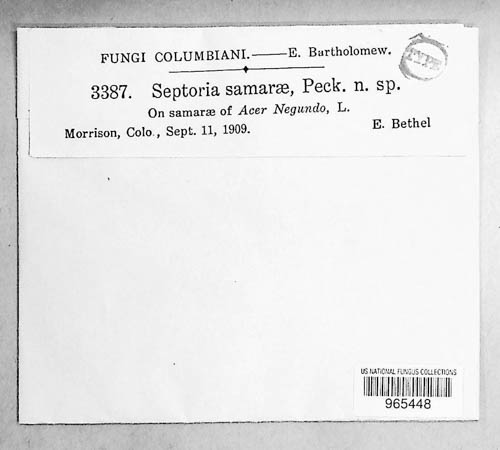 FUNGI COLUMBIANI.—E. Bartholomew.
TYPE
3387. Septoria samaræ, Peck. n. sp.
On samaræ of Acer Negundo, L.
Morrison, Colo., Sept. 11, 1909. E. Bethel
US NATIONAL FUNGUS COLLECTIONS
965448